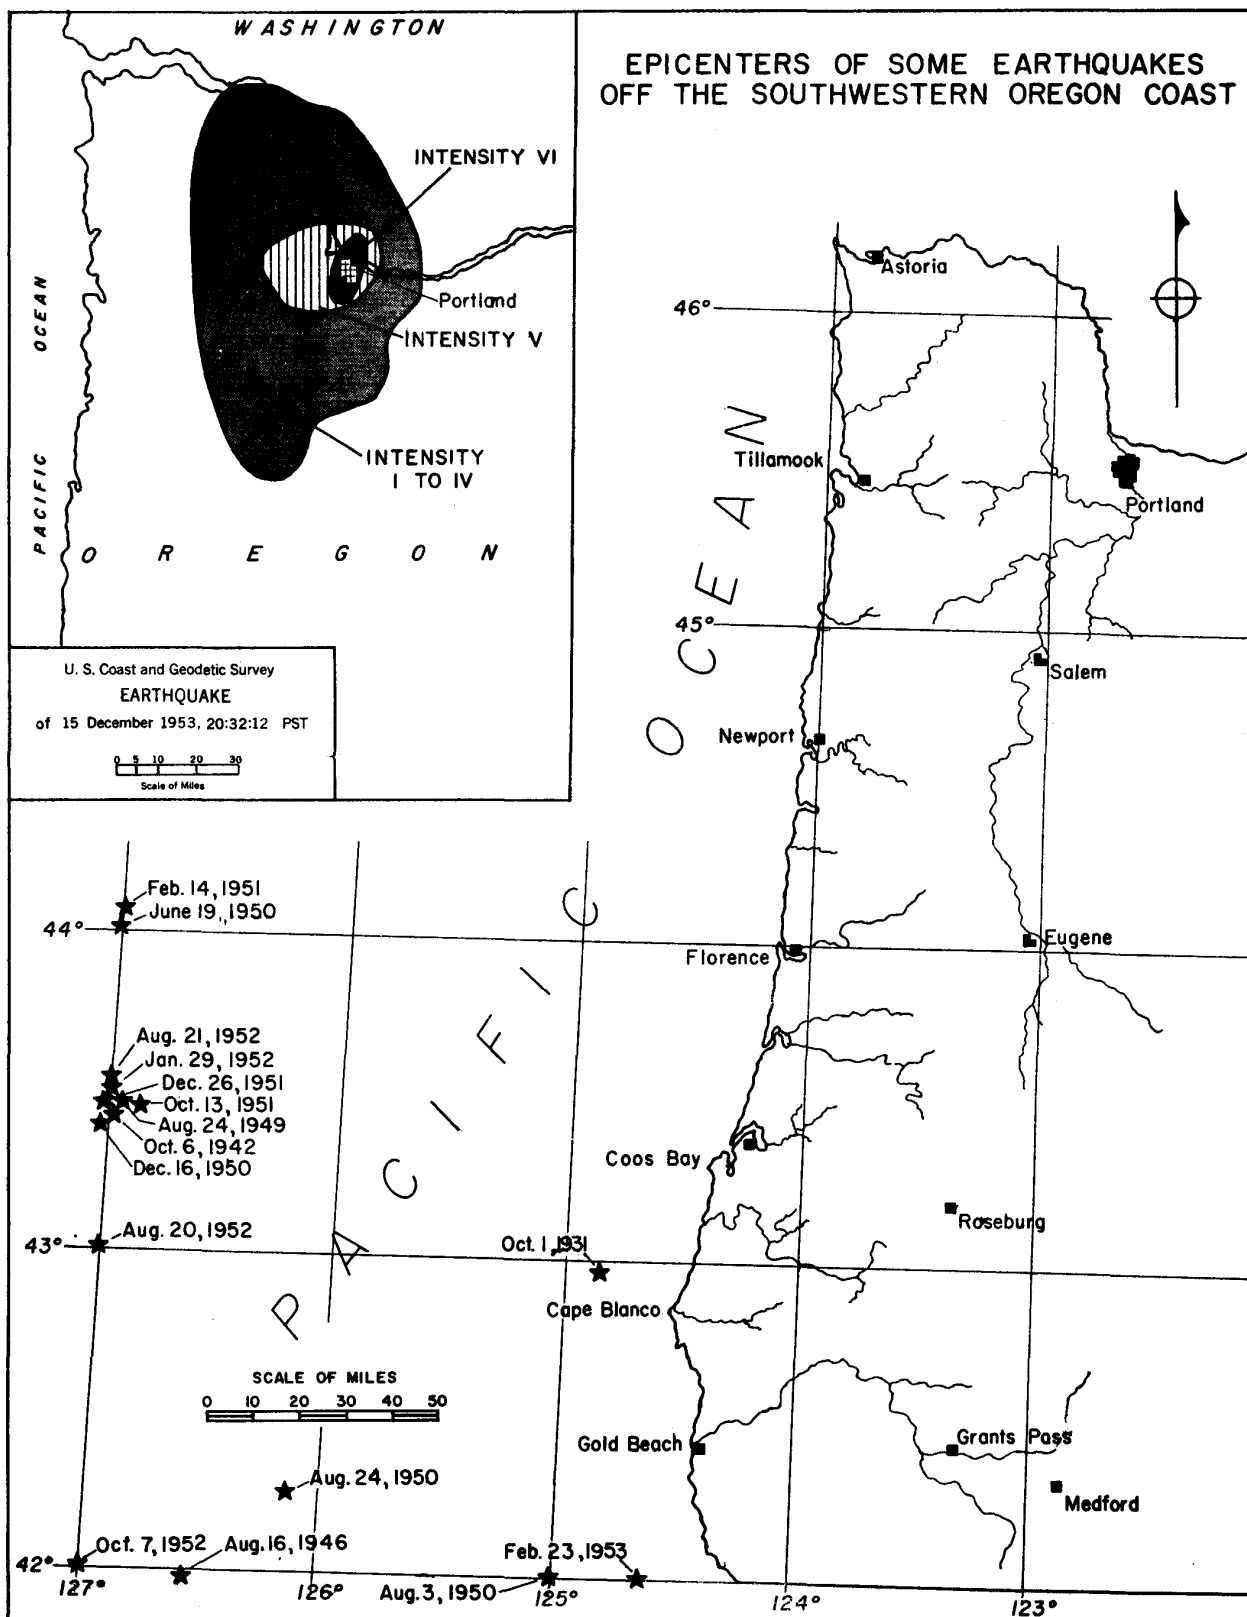 WASHINGTON
INTENSITY VI
Portland
INTENSITY V
INTENSITY
I TO IV
PACIFIC OCEAN
OREGON
U. S. Coast and Geodetic Survey
EARTHQUAKE
of 15 December 1953, 20:32:12 PST
0 5 10 20 30
Scale of Miles
EPICENTERS OF SOME EARTHQUAKES
OFF THE SOUTHWESTERN OREGON COAST
Astoria
46°
Tillamook
Portland
45°
Salem
Newport
PACIFIC OCEAN
Feb. 14, 1951
June 19, 1950
44°
Florence
Eugene
Aug. 21, 1952
Jan. 29, 1952
Dec. 26, 1951
Oct. 13, 1951
Aug. 24, 1949
Oct. 6, 1942
Dec. 16, 1950
Coos Bay
Roseburg
Aug. 20, 1952
43°
Oct. 1, 1931
Cape Blanco
SCALE OF MILES
0 10 20 30 40 50
Gold Beach
Grants Pass
Aug. 24, 1950
Medford
Oct. 7, 1952
Aug. 16, 1946
Feb. 23, 1953
42°
Aug. 3, 1950
127° 126° 125° 124° 123°